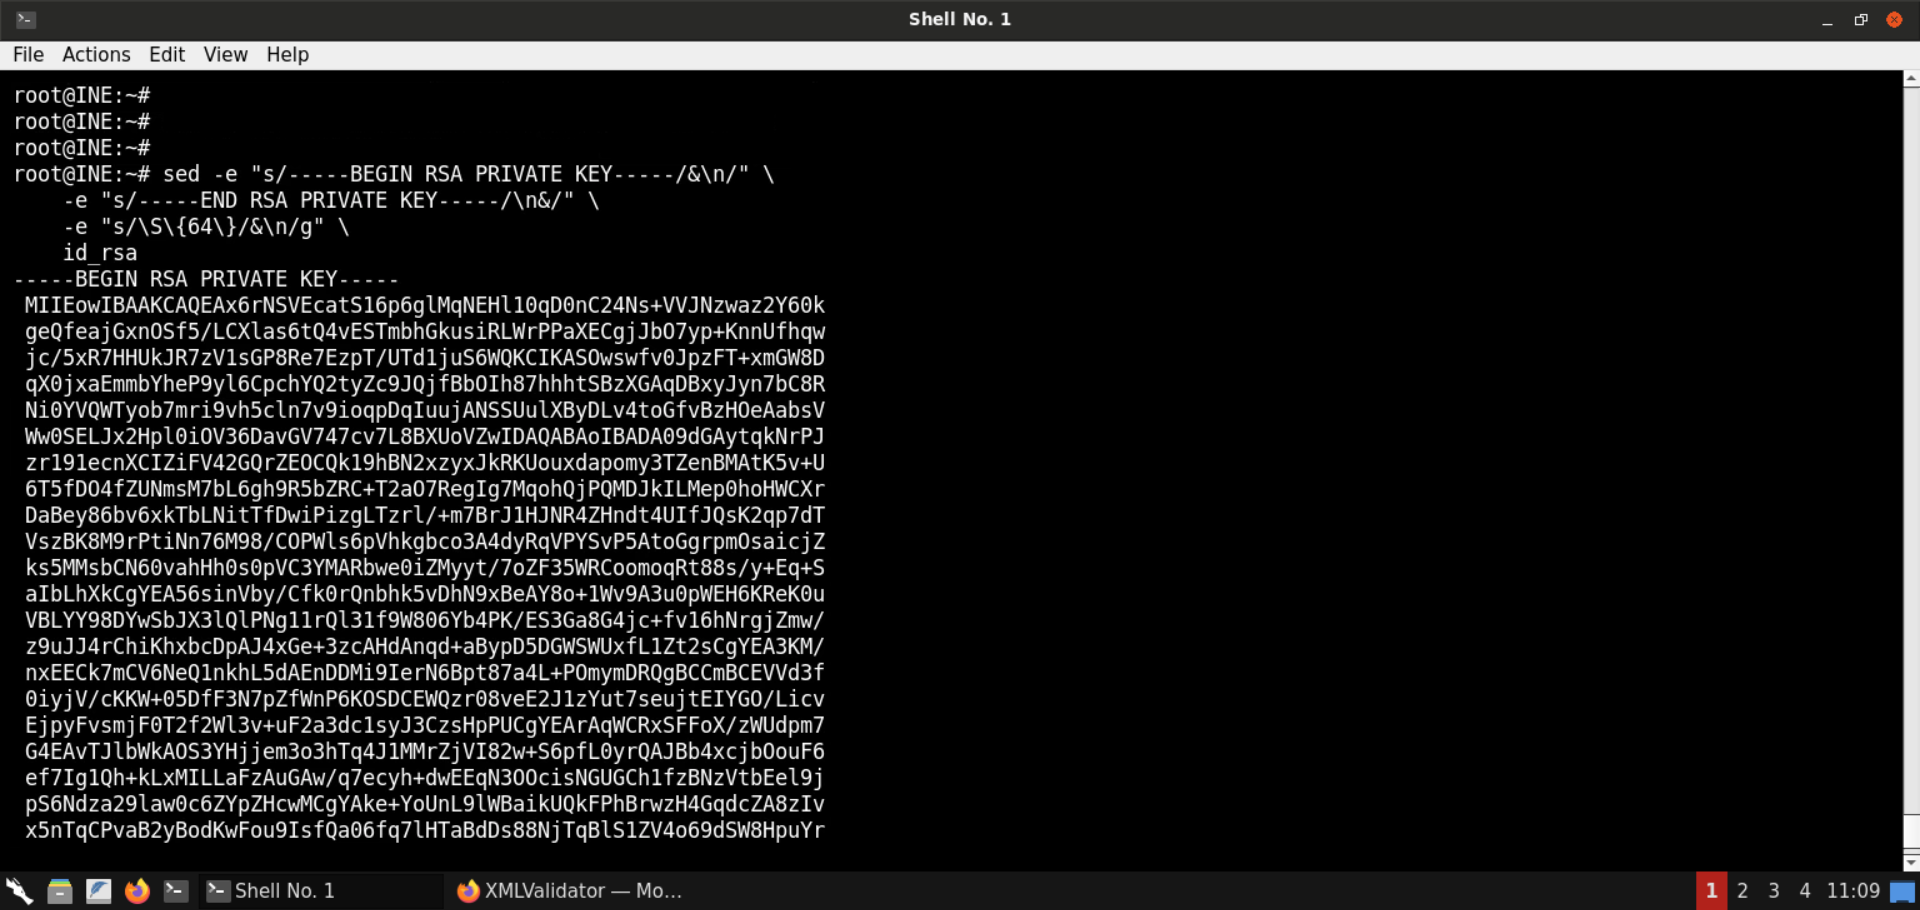 Shell No. 1
File Actions Edit View Help
root@INE:~#
root@INE:~#
root@INE:~#
root@INE:~# sed -e "s/-----BEGIN RSA PRIVATE KEY-----/&\n/" \
-e "s/-----END RSA PRIVATE KEY-----/\n&/" \
-e "s/\S\{64\}/&\n/g" \
id_rsa
-----BEGIN RSA PRIVATE KEY-----
MIIEowIBAAKCAQEAx6rNSVEcatS16p6glMqNEHl10qD0nC24Ns+VVJNzwaz2Y60k
geQfeajGxnOSf5/LCXlas6tQ4vESTmbhGkusiRLWrPPaXECgjJbO7yp+KnnUfhqw
jc/5xR7HHUkJR7zV1sGP8Re7EzpT/UTd1juS6WQKCIKASOwswfv0JpzFT+xmGW8D
qX0jxaEmmbYheP9yl6CpchYQ2tyZc9JQjfBbOIh87hhhtSBzXGAqDBxyJyn7bC8R
Ni0YVQWTyob7mri9vh5cln7v9ioqpDqIuujANSSUulXByDLv4toGfvBzHOeAabsV
Ww0SELJx2Hpl0iOV36DavGV747cv7L8BXUoVZwIDAQABAoIBADA09dGAytqkNrPJ
zr191ecnXCIZiFV42GQrZEOCQk19hBN2xzyxJkRKUouxdapomy3TZenBMAtK5v+U
6T5fDO4fZUNmsM7bL6gh9R5bZRC+T2aO7RegIg7MqohQjPQMDJkILMep0hoHWCXr
DaBey86bv6xkTbLNitTfDwiPizgLTzrl/+m7BrJ1HJNR4ZHndt4UIfJQsK2qp7dT
VszBK8M9rPtiNn76M98/COPWls6pVhkgbco3A4dyRqVPYSvP5AtoGgrpmOsaicjZ
ks5MMsbCN60vahHh0s0pVC3YMARbwe0iZMyyt/7oZF35WRCoomoqRt88s/y+Eq+S
aIbLhXkCgYEA56sinVby/Cfk0rQnbhk5vDhN9xBeAY8o+1Wv9A3u0pWEH6KReK0u
VBLYY98DYwSbJX3lQlPNg11rQl31f9W806Yb4PK/ES3Ga8G4jc+fv16hNrgjZmw/
z9uJJ4rChiKhxbcDpAJ4xGe+3zcAHdAnqd+aBypD5DGWSWUxfL1Zt2sCgYEA3KM/
nxEECk7mCV6NeQ1nkhL5dAEnDDMi9IerN6Bpt87a4L+POmymDRQgBCCmBCEVVd3f
0iyjV/cKKW+05DfF3N7pZfWnP6KOSDCEWQzr08veE2J1zYut7seujtEIYGO/Licv
EjpyFvsmjF0T2f2Wl3v+uF2a3dc1syJ3CzsHpPUCgYEArAqWCRxSFFoX/zWUdpm7
G4EAvTJlbWkAOS3YHjjem3o3hTq4J1MMrZjVI82w+S6pfL0yrQAJBb4xcjbOouF6
ef7Ig1Qh+kLxMILLaFzAuGAw/q7ecyh+dwEEqN3OOcisNGUGCh1fzBNzVtbEel9j
pS6Ndza29law0c6ZYpZHcwMCgYAke+YoUnL9lWBaikUQkFPhBrwzH4GqdcZA8zIv
x5nTqCPvaB2yBodKwFou9IsfQa06fq7lHTaBdDs88NjTqBlS1ZV4o69dSW8HpuYr
Shell No. 1 XMLValidator — Mo... 1 2 3 4 11:09